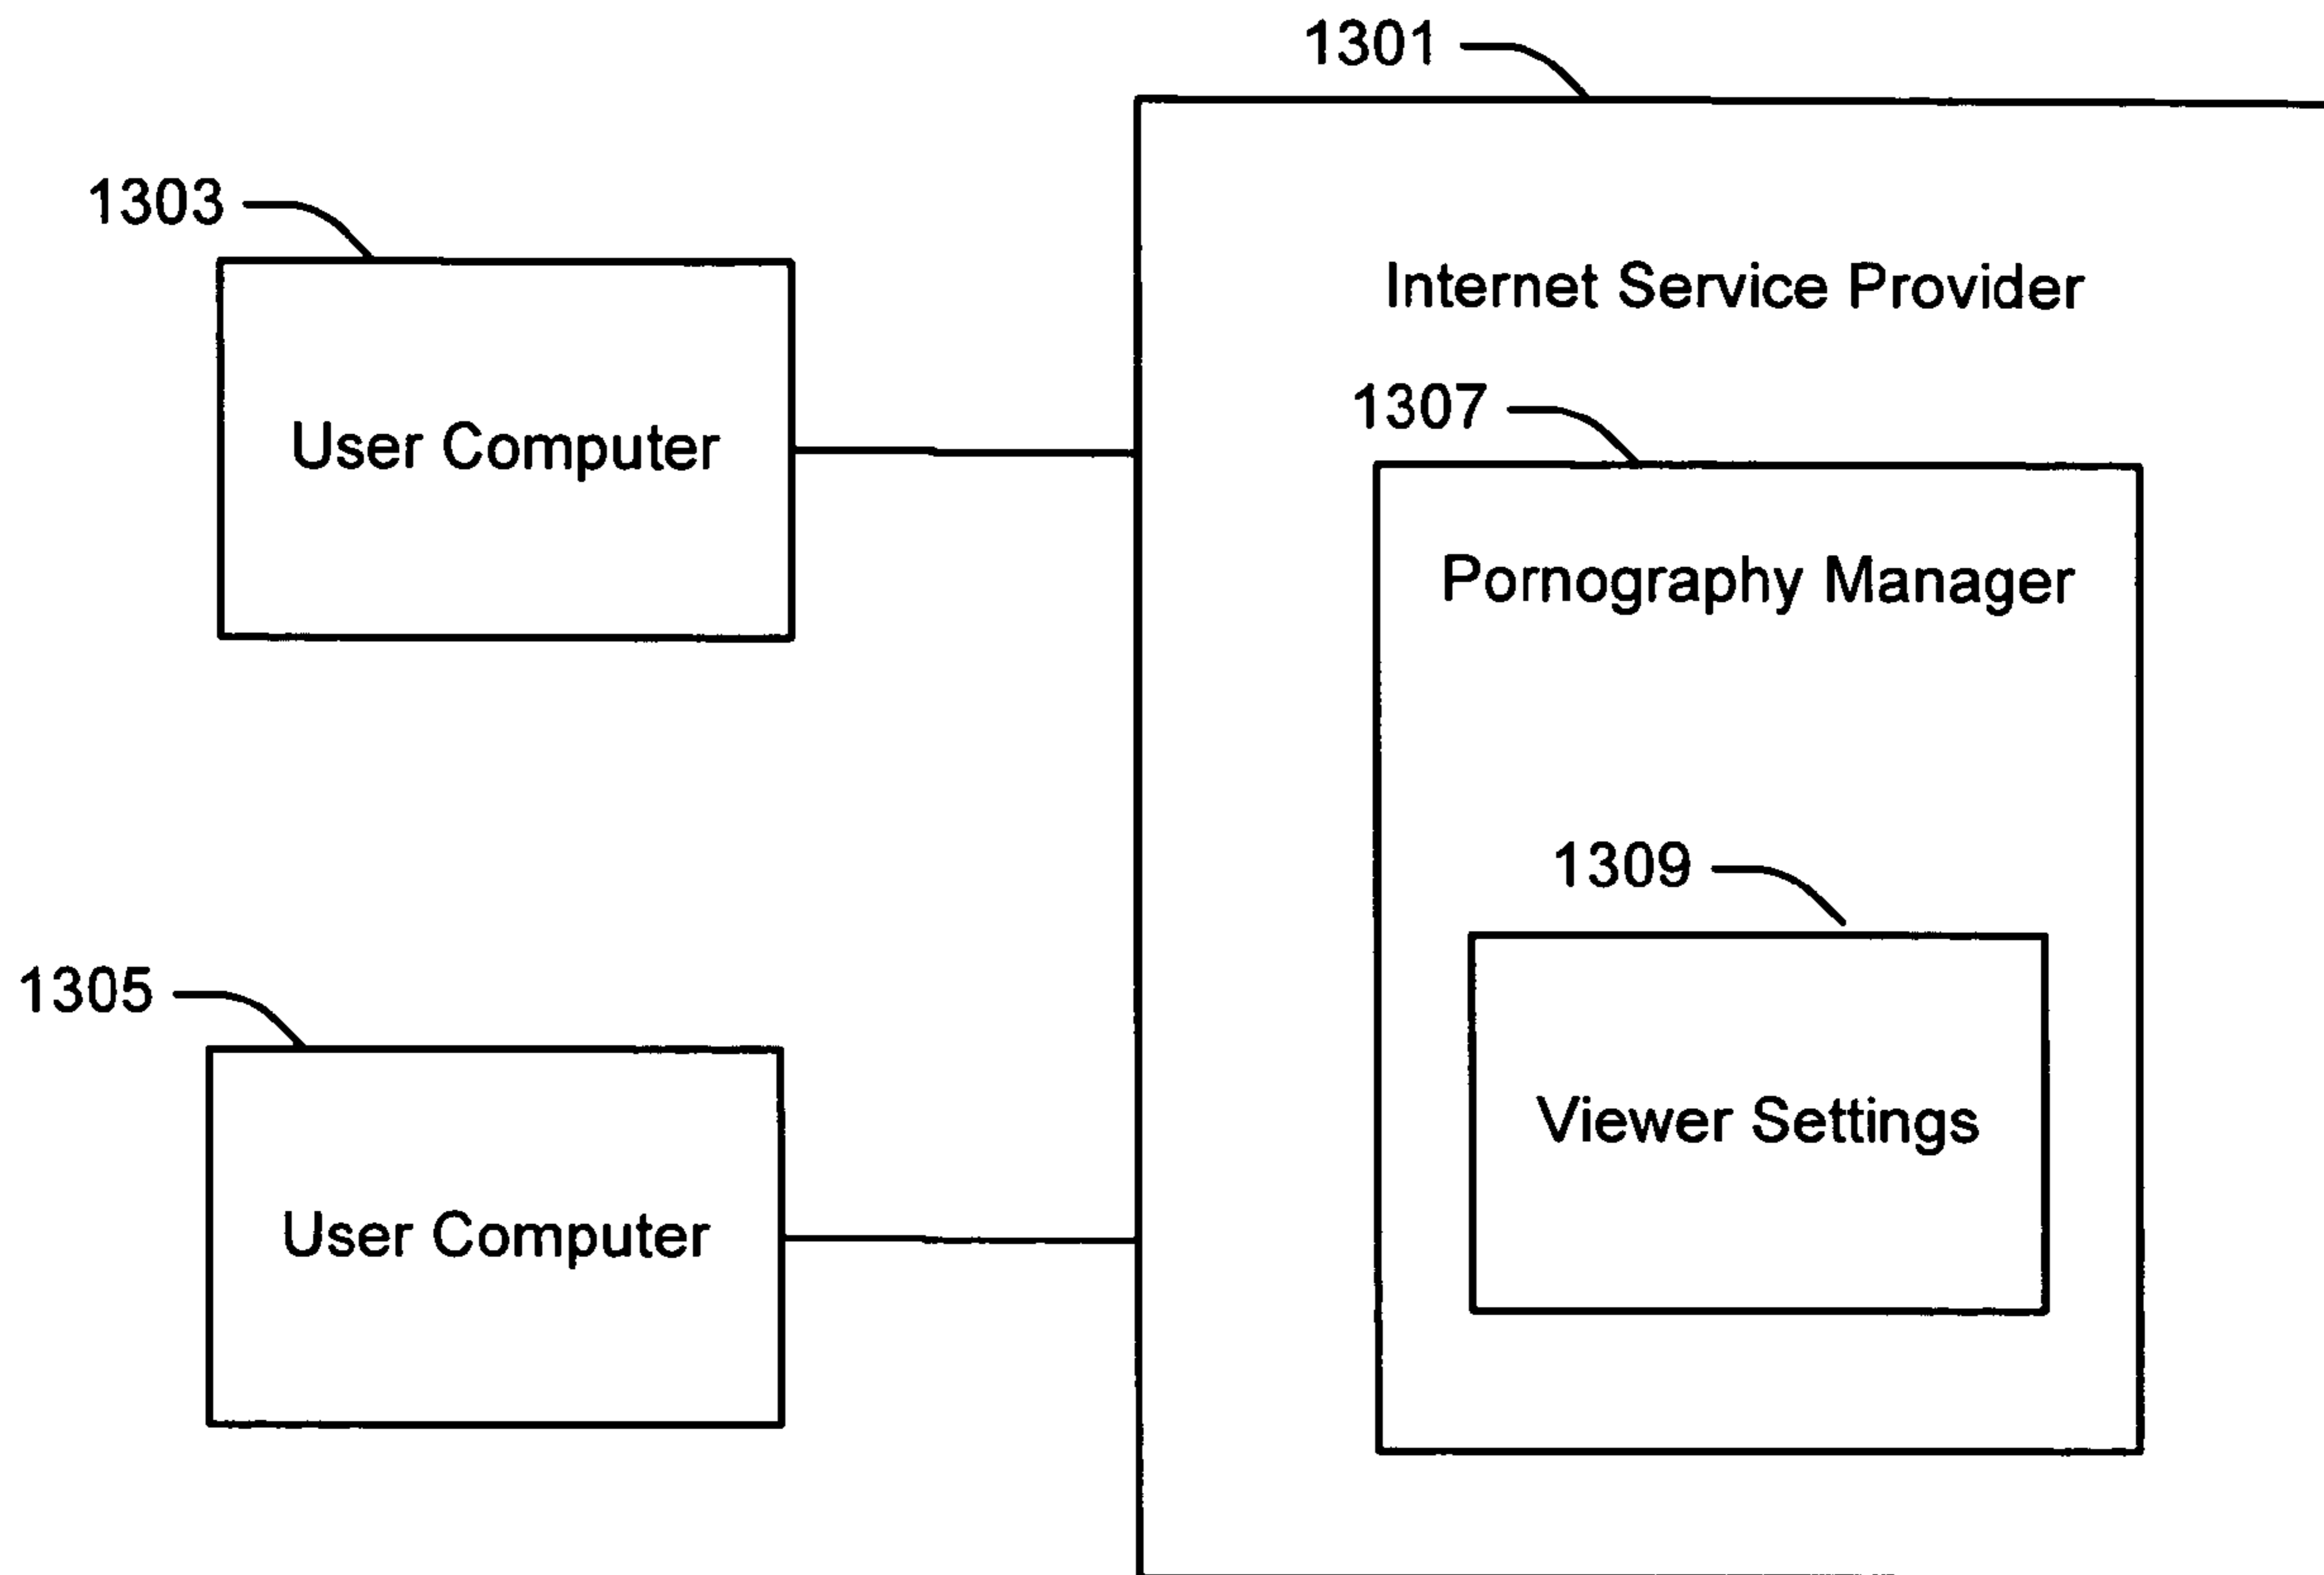 1301
1303
Internet Service Provider
1307
User Computer
Pornography Manager
1309
1305
Viewer Settings
User Computer